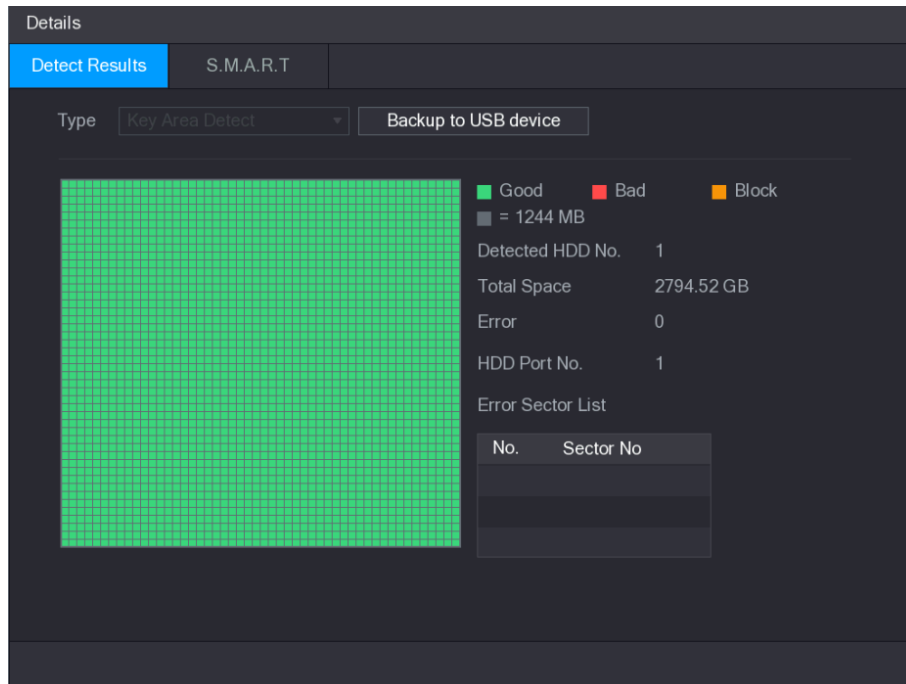 Details
Detect Results S.M.A.R.T
Type Key Area Detect Backup to USB device
Good Bad Block
= 1244 MB
Detected HDD No. 1
Total Space 2794.52 GB
Error 0
HDD Port No. 1
Error Sector List
No. Sector No